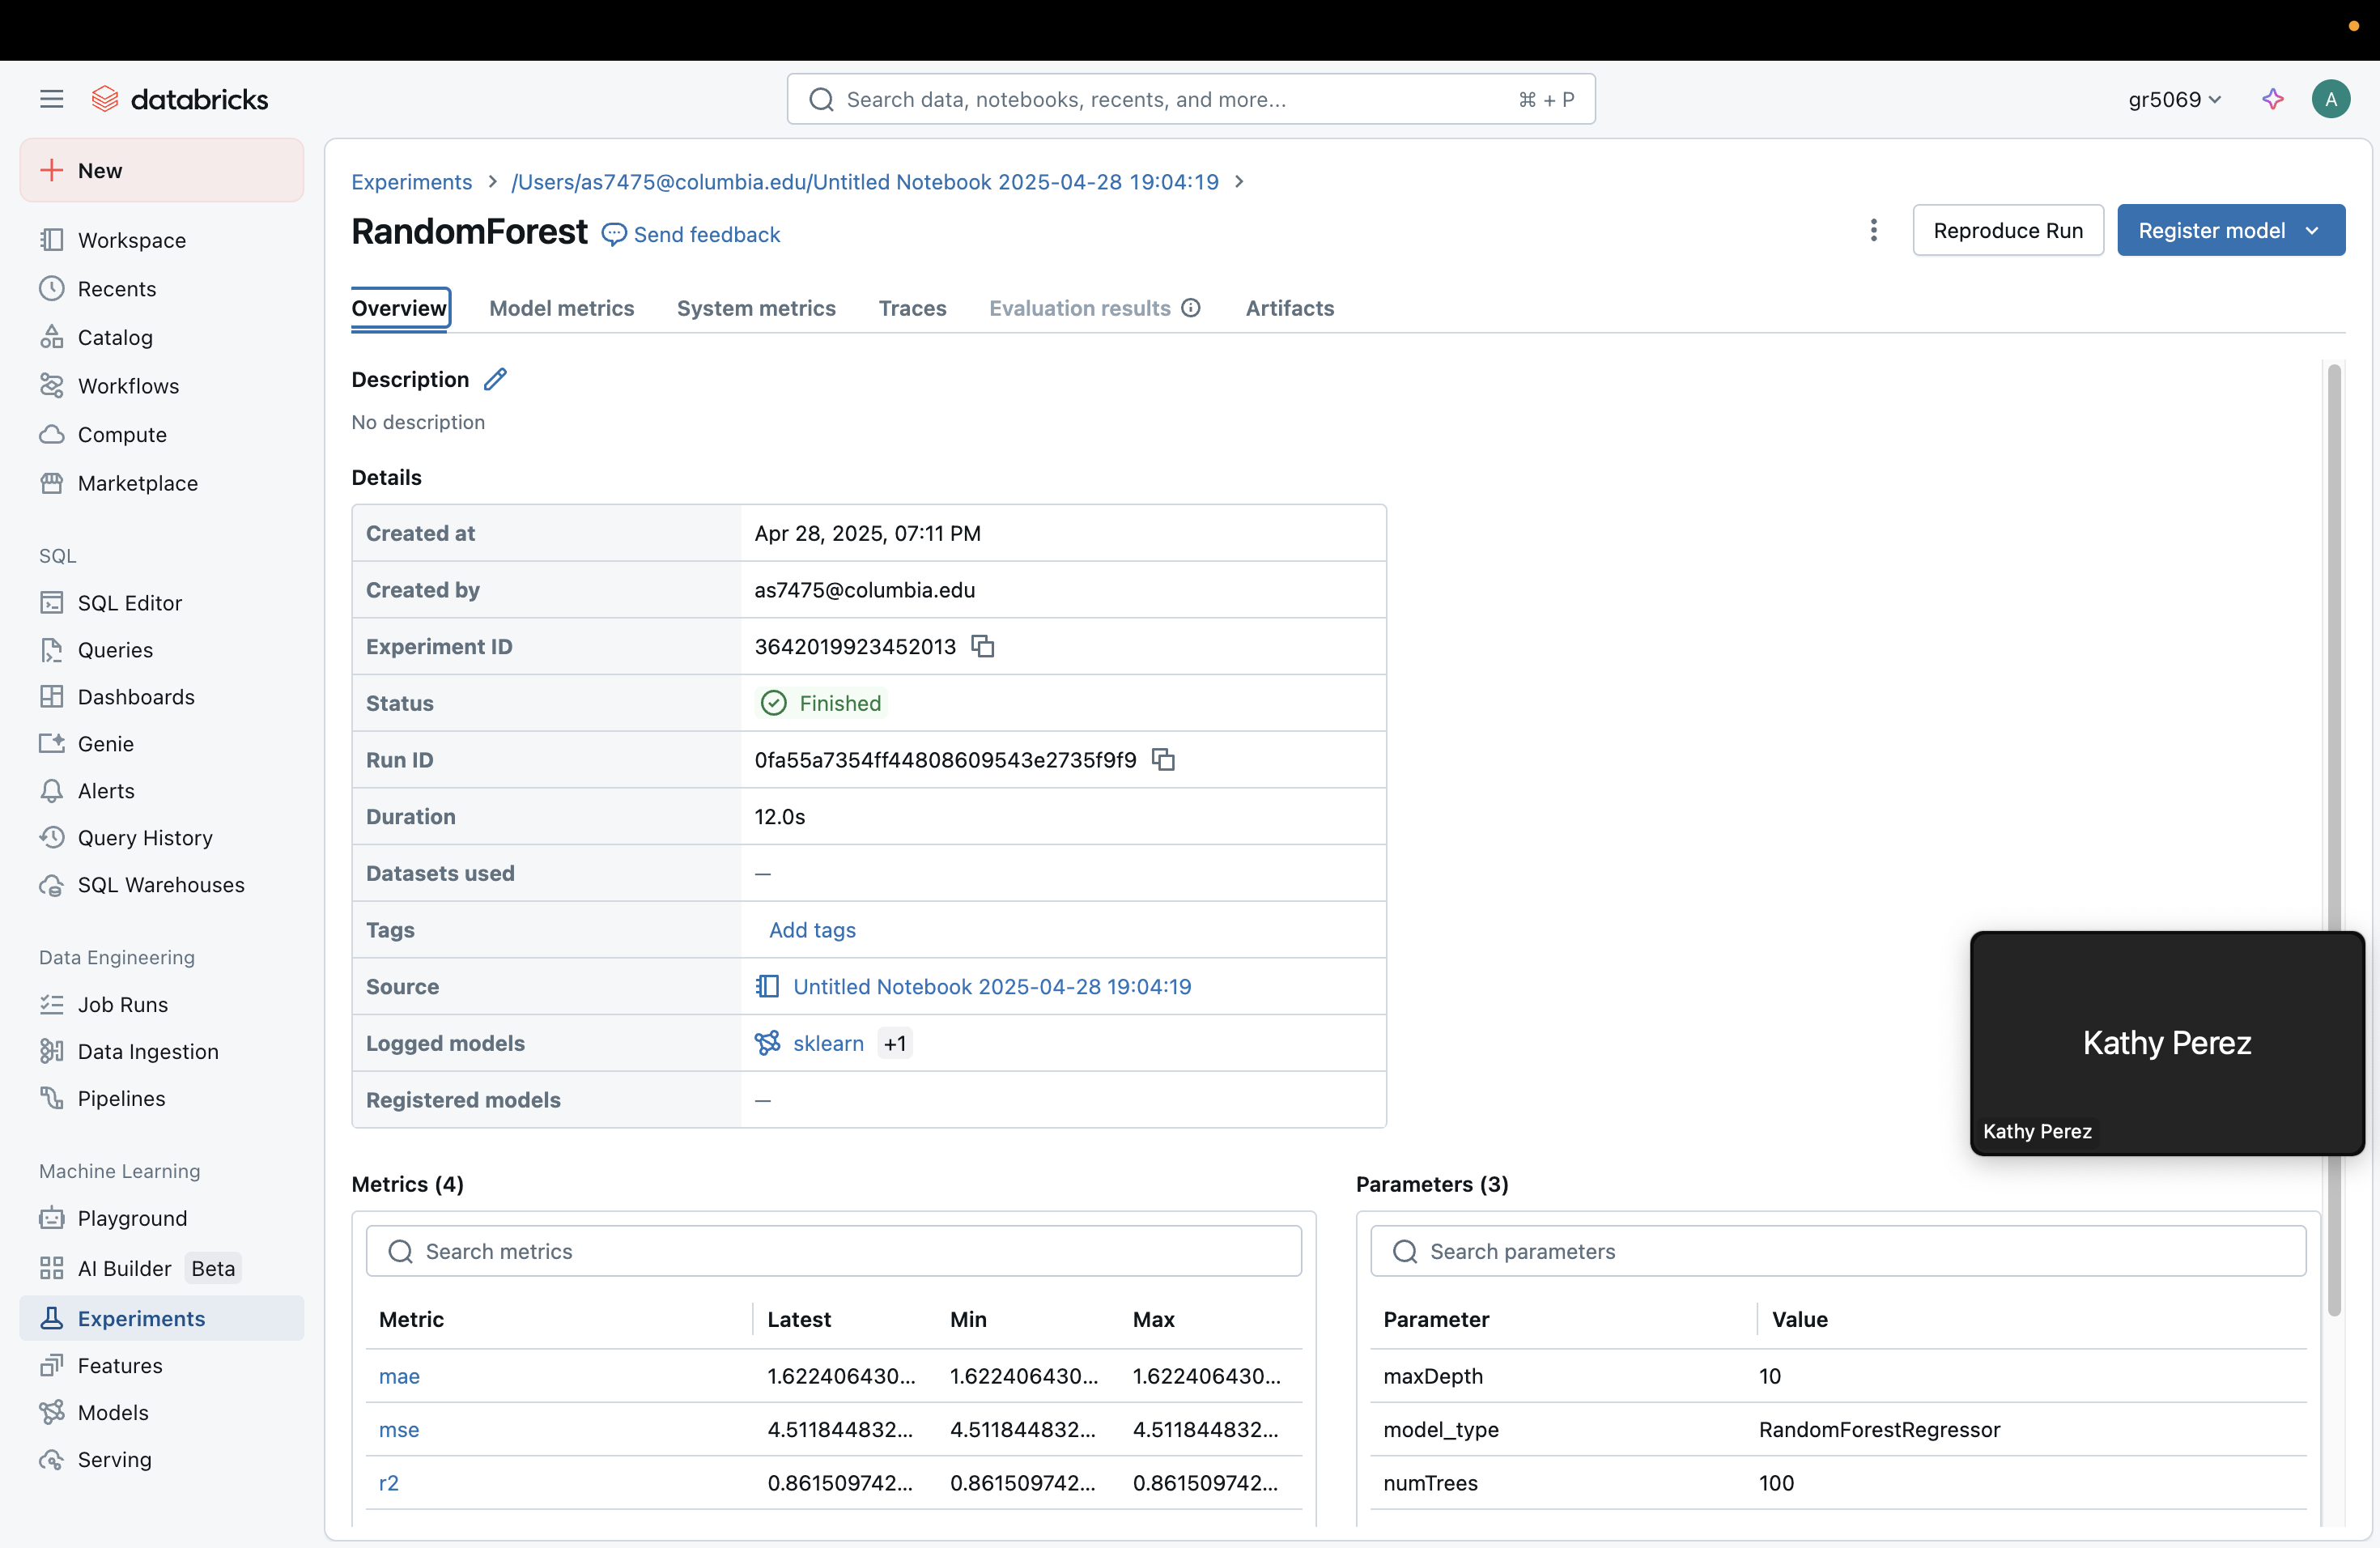 databricks
Search data, notebooks, recents, and more...
⌘ + P
gr5069
A
New
Workspace
Recents
Catalog
Workflows
Compute
Marketplace
SQL
SQL Editor
Queries
Dashboards
Genie
Alerts
Query History
SQL Warehouses
Data Engineering
Job Runs
Data Ingestion
Pipelines
Machine Learning
Playground
AI Builder Beta
Experiments
Features
Models
Serving
Experiments > /Users/as7475@columbia.edu/Untitled Notebook 2025-04-28 19:04:19 >
RandomForest Send feedback
Reproduce Run
Register model
Overview Model metrics System metrics Traces Evaluation results Artifacts
Description
No description
Details
Created at Apr 28, 2025, 07:11 PM
Created by as7475@columbia.edu
Experiment ID 3642019923452013
Status Finished
Run ID 0fa55a7354ff44808609543e2735f9f9
Duration 12.0s
Datasets used —
Tags Add tags
Source Untitled Notebook 2025-04-28 19:04:19
Logged models sklearn +1
Registered models —
Kathy Perez
Kathy Perez
Metrics (4)
Search metrics
Metric Latest Min Max
mae 1.622406430... 1.622406430... 1.622406430...
mse 4.511844832... 4.511844832... 4.511844832...
r2 0.861509742... 0.861509742... 0.861509742...
Parameters (3)
Search parameters
Parameter Value
maxDepth 10
model_type RandomForestRegressor
numTrees 100